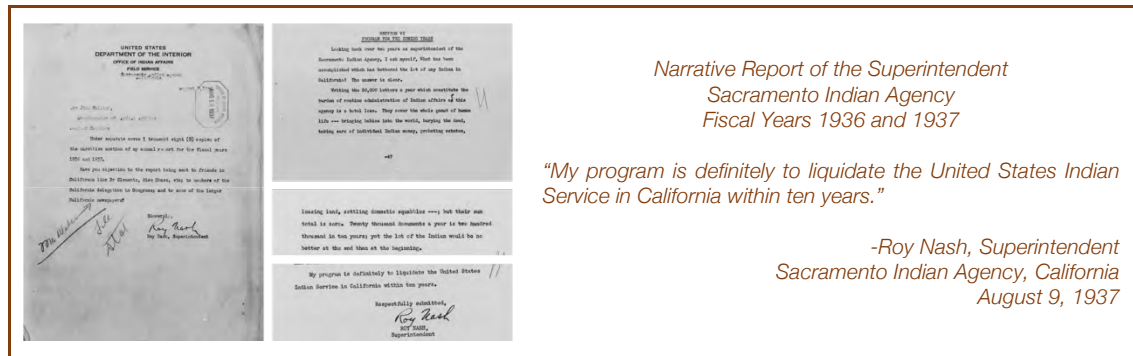 UNITED STATES
DEPARTMENT OF THE INTERIOR
OFFICE OF INDIAN AFFAIRS
FIELD SERVICE
Under separate cover I transmit eight (8) copies of
the narrative section of my annual report for the fiscal years
1936 and 1937.
Have you objection to the report being sent to friends in
California like Dr Clements, Miss Chase, etc; to members of the
California delegation in Congress; and to some of the larger
California newspapers?
Sincerely,
Roy Nash
Roy Nash, Superintendent
File
SECTION VI
PROGRAM FOR THE COMING YEARS
Looking back over ten years as superintendent of the
Sacramento Indian Agency, I ask myself, What has been
accomplished which has bettered the lot of any Indian in
California? The answer is clear.
Writing the 20,000 letters a year which constitute the
burden of routine administration of Indian affairs at this
agency is a total loss. They cover the whole gamut of human
life --- bringing babies into the world, burying the dead,
taking care of individual Indian money, probating estates,
-47
leasing land, settling domestic squabbles ---; but their sum
total is zero. Twenty thousand documents a year is two hundred
thousand in ten years; yet the lot of the Indian would be no
better at the end than at the beginning.
My program is definitely to liquidate the United States
Indian Service in California within ten years.
Respectfully submitted,
Roy Nash
ROY NASH,
Superintendent
Narrative Report of the Superintendent
Sacramento Indian Agency
Fiscal Years 1936 and 1937
“My program is definitely to liquidate the United States Indian
Service in California within ten years.”
-Roy Nash, Superintendent
Sacramento Indian Agency, California
August 9, 1937